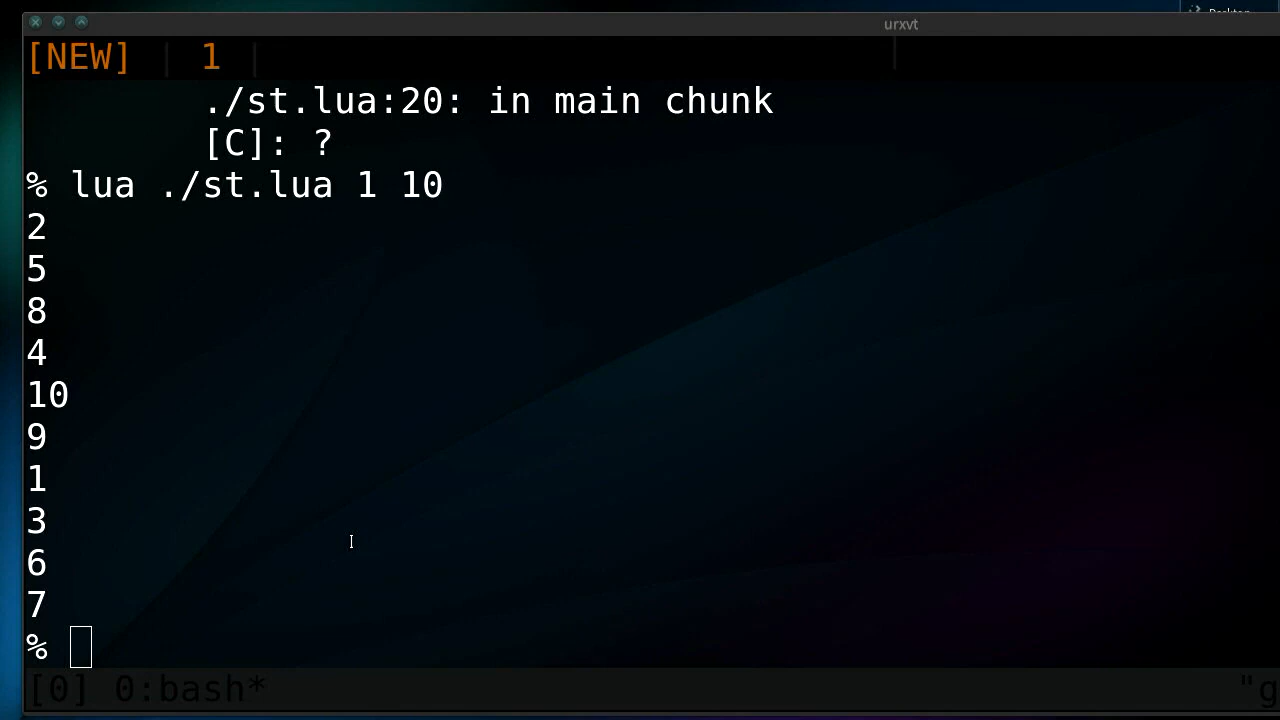 urxvt
[NEW] | 1 |
./st.lua:20: in main chunk
[C]: ?
% lua ./st.lua 1 10
2
5
8
4
10
9
1
3
6
7
%
[0] 0:bash* "g